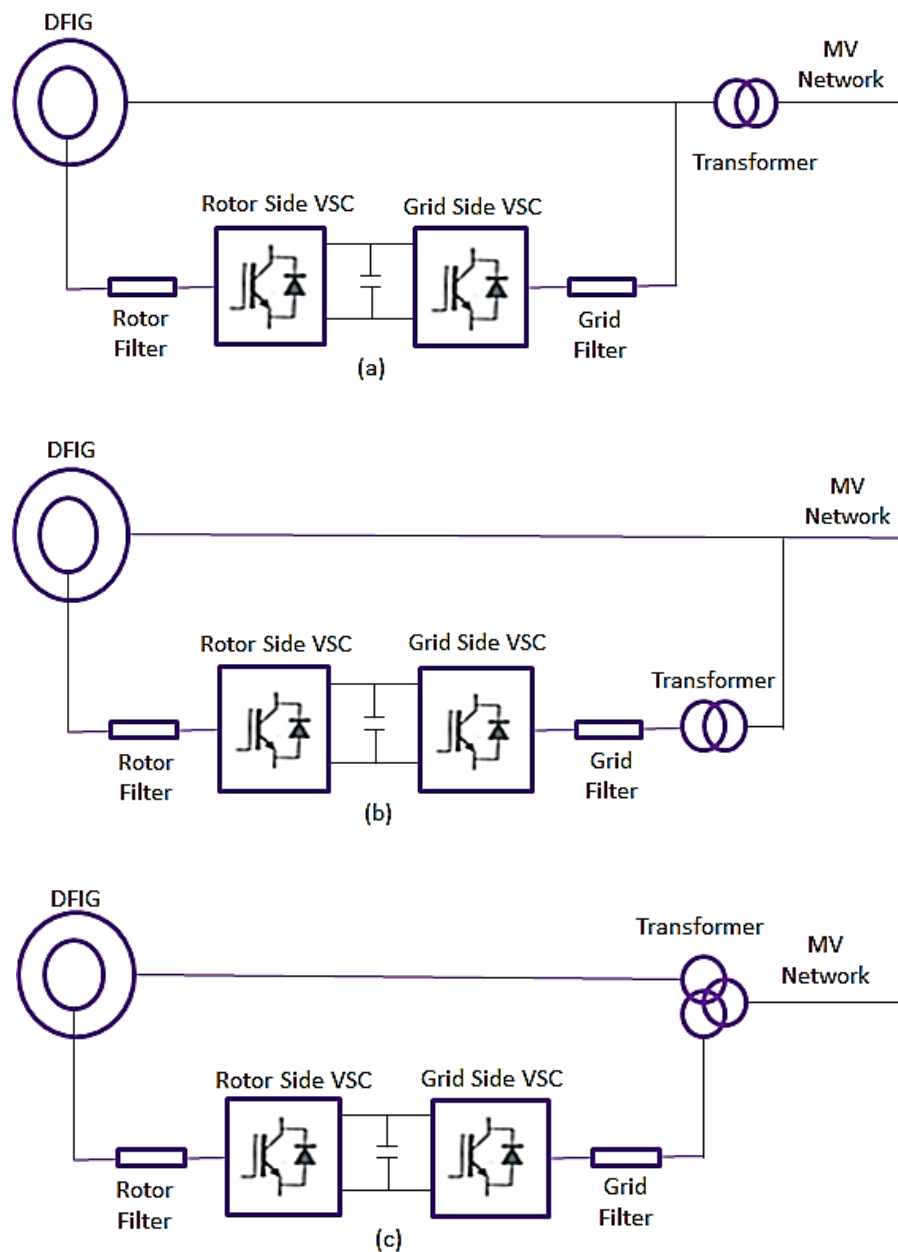 DFIG
MV
Network
Transformer
Rotor Side VSC
Grid Side VSC
Rotor
Filter
Grid
Filter
(a)
DFIG
MV
Network
Rotor Side VSC
Grid Side VSC
Transformer
Rotor
Filter
Grid
Filter
(b)
DFIG
Transformer
MV
Network
Rotor Side VSC
Grid Side VSC
Rotor
Filter
Grid
Filter
(c)